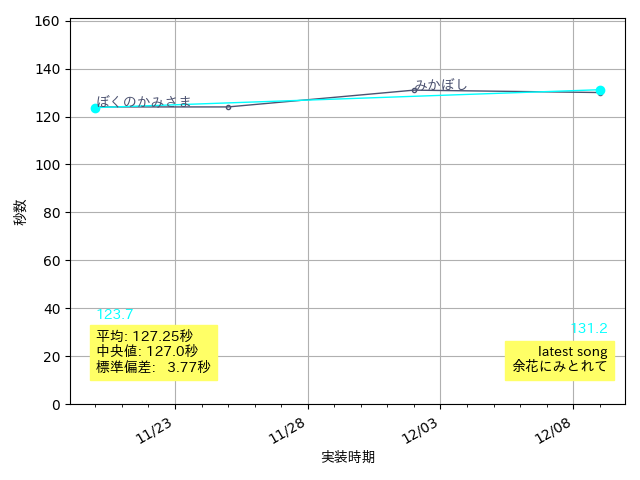 160
140
120
100
80
60
40
20
0
秒数
ぼくのかみさま
みかぼし
123.7
131.2
平均: 127.25秒
中央値: 127.0秒
標準偏差:  3.77秒
latest song
余花にみとれて
11/23
11/28
12/03
12/08
実装時期